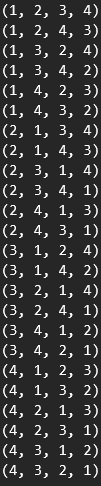 (1, 2, 3, 4)
(1, 2, 4, 3)
(1, 3, 2, 4)
(1, 3, 4, 2)
(1, 4, 2, 3)
(1, 4, 3, 2)
(2, 1, 3, 4)
(2, 1, 4, 3)
(2, 3, 1, 4)
(2, 3, 4, 1)
(2, 4, 1, 3)
(2, 4, 3, 1)
(3, 1, 2, 4)
(3, 1, 4, 2)
(3, 2, 1, 4)
(3, 2, 4, 1)
(3, 4, 1, 2)
(3, 4, 2, 1)
(4, 1, 2, 3)
(4, 1, 3, 2)
(4, 2, 1, 3)
(4, 2, 3, 1)
(4, 3, 1, 2)
(4, 3, 2, 1)